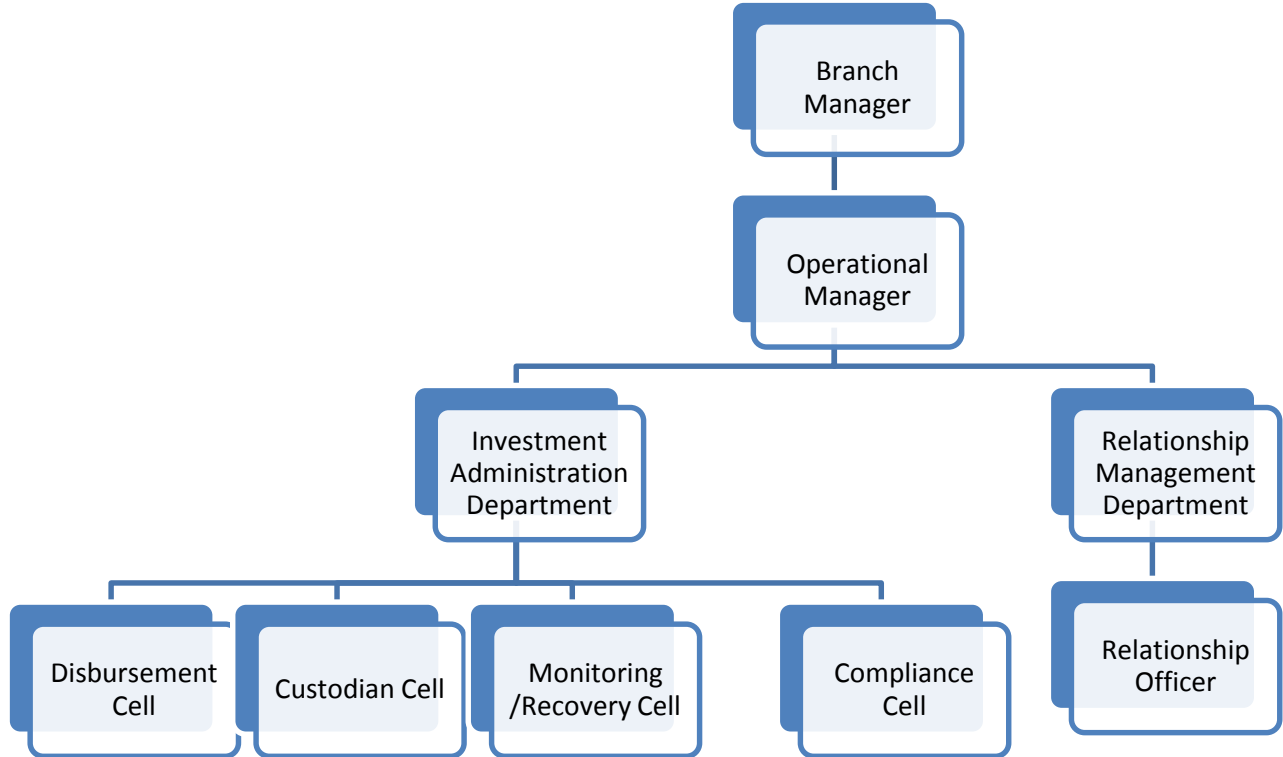 Branch
Manager
Operational
Manager
Investment
Administration
Department
Relationship
Management
Department
Disbursement
Cell
Custodian Cell
Monitoring
/Recovery Cell
Compliance
Cell
Relationship
Officer